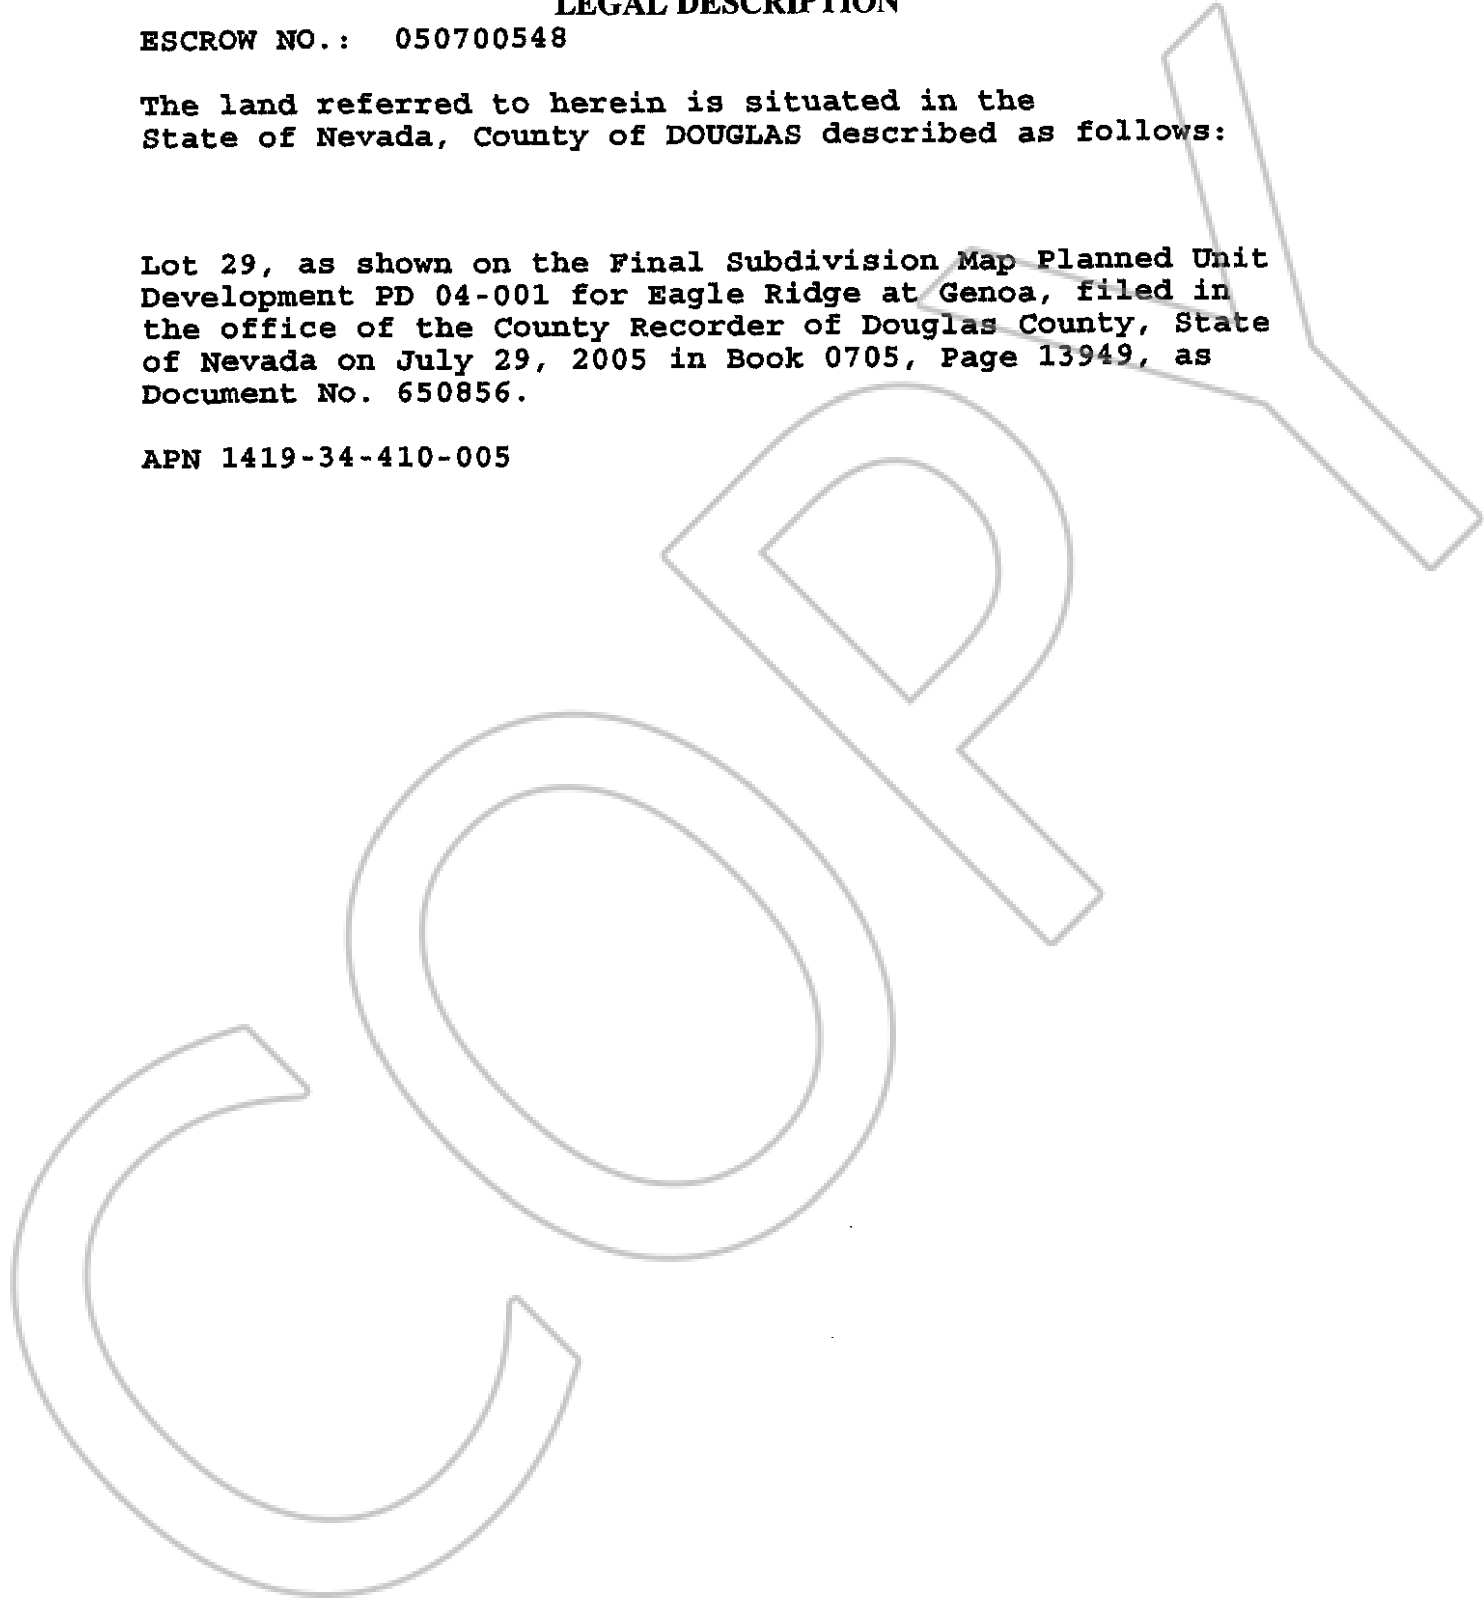 LEGAL DESCRIPTION
ESCROW NO.: 050700548
The land referred to herein is situated in the
State of Nevada, County of DOUGLAS described as follows:
Lot 29, as shown on the Final Subdivision Map Planned Unit
Development PD 04-001 for Eagle Ridge at Genoa, filed in
the office of the County Recorder of Douglas County, State
of Nevada on July 29, 2005 in Book 0705, Page 13949, as
Document No. 650856.
APN 1419-34-410-005
COPY